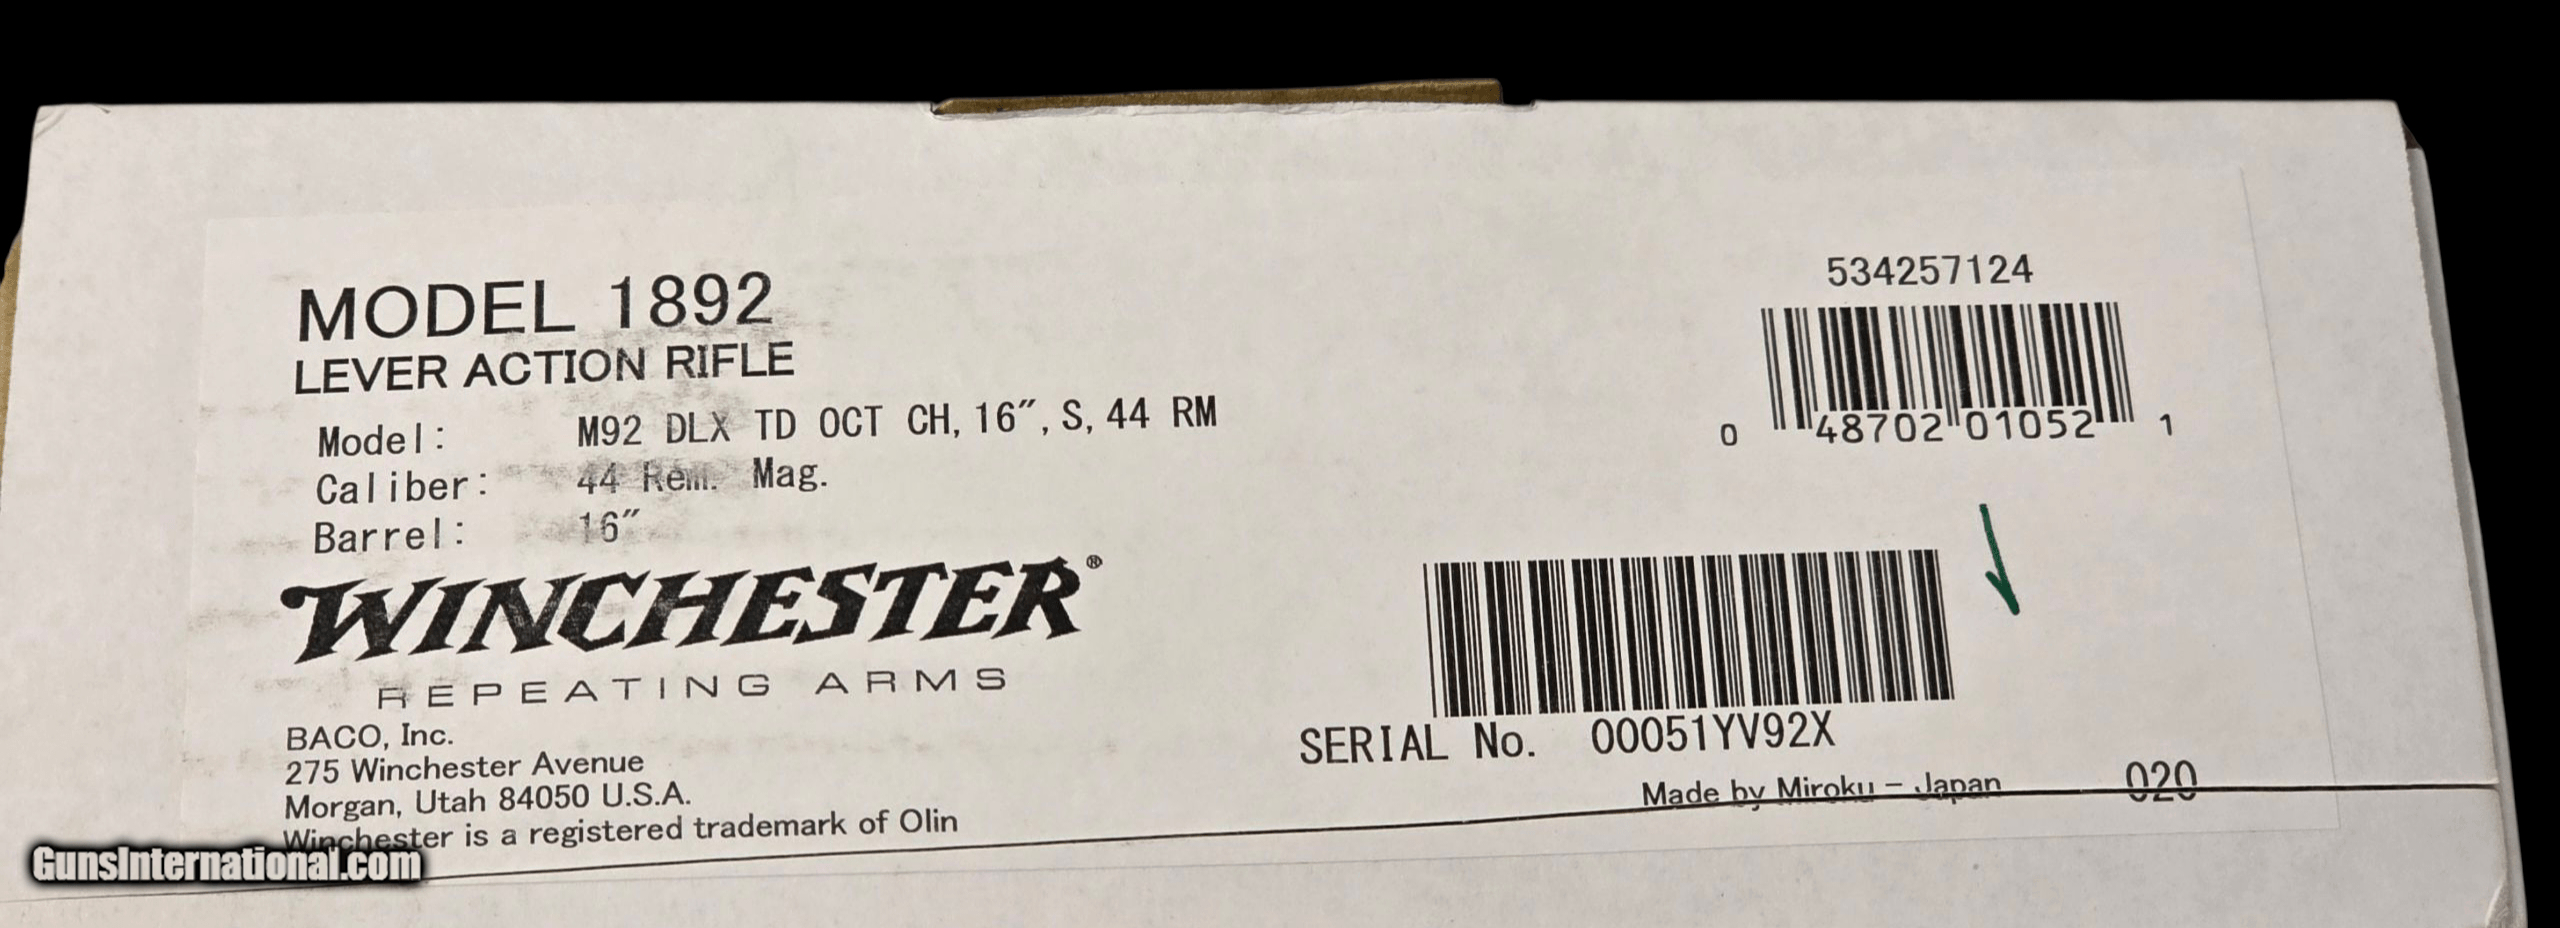 MODEL 1892
LEVER ACTION RIFLE
Model: M92 DLX TD OCT CH, 16″, S, 44 RM
Caliber: 44 Rem. Mag.
Barrel: 16″
WINCHESTER®
REPEATING ARMS
BACO, Inc.
275 Winchester Avenue
Morgan, Utah 84050 U.S.A.
Winchester is a registered trademark of Olin
534257124
0 48702 01052 1
SERIAL No. 00051YV92X
Made by Miroku – Japan
020
GunsInternational.com